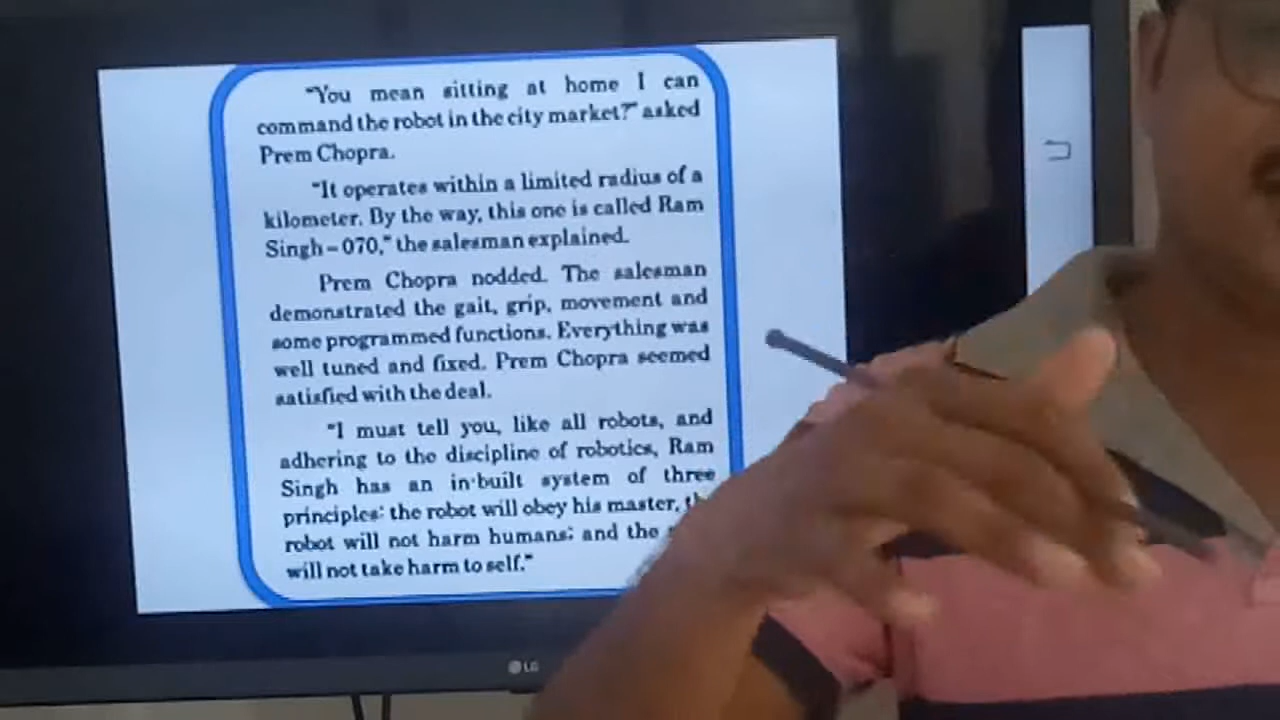 "You mean sitting at home I can
command the robot in the city market?" asked
Prem Chopra.
"It operates within a limited radius of a
kilometer. By the way, this one is called Ram
Singh – 070," the salesman explained.
Prem Chopra nodded. The salesman
demonstrated the gait, grip, movement and
some programmed functions. Everything was
well tuned and fixed. Prem Chopra seemed
satisfied with the deal.
"I must tell you, like all robots, and
adhering to the discipline of robotics, Ram
Singh has an in-built system of three
principles: the robot will obey his master,
robot will not harm humans; and the
will not take harm to self."
LG